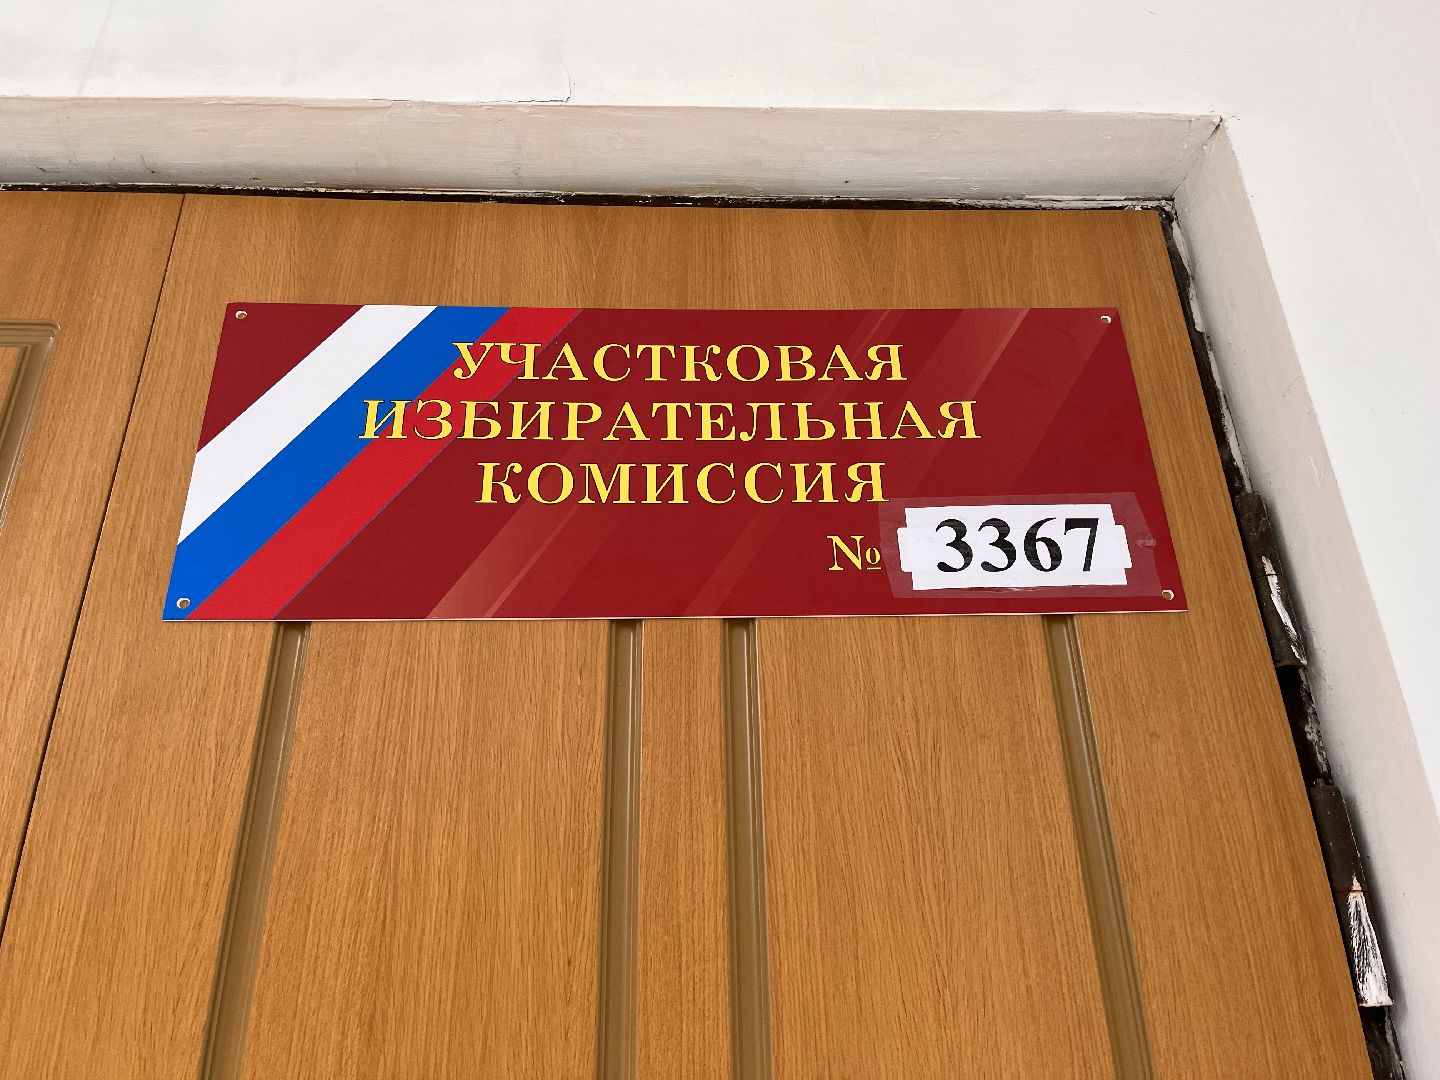 УЧАСТКОВАЯ
ИЗБИРАТЕЛЬНАЯ
КОМИССИЯ
№ 3367